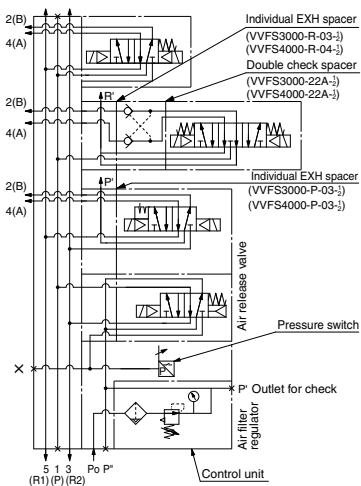 2(B)
4(A)
Individual EXH spacer
(VVFS3000-R-03-½)
(VVFS4000-R-04-½)
Double check spacer
(VVFS3000-22A-½)
(VVFS4000-22A-½)
R'
2(B)
4(A)
P'
Individual EXH spacer
(VVFS3000-P-03-½)
(VVFS4000-P-03-½)
2(B)
4(A)
Air release valve
Pressure switch
X
P' Outlet for check
Air filter
regulator
5 1 3 Po P"
(R1) (P) (R2)
Control unit